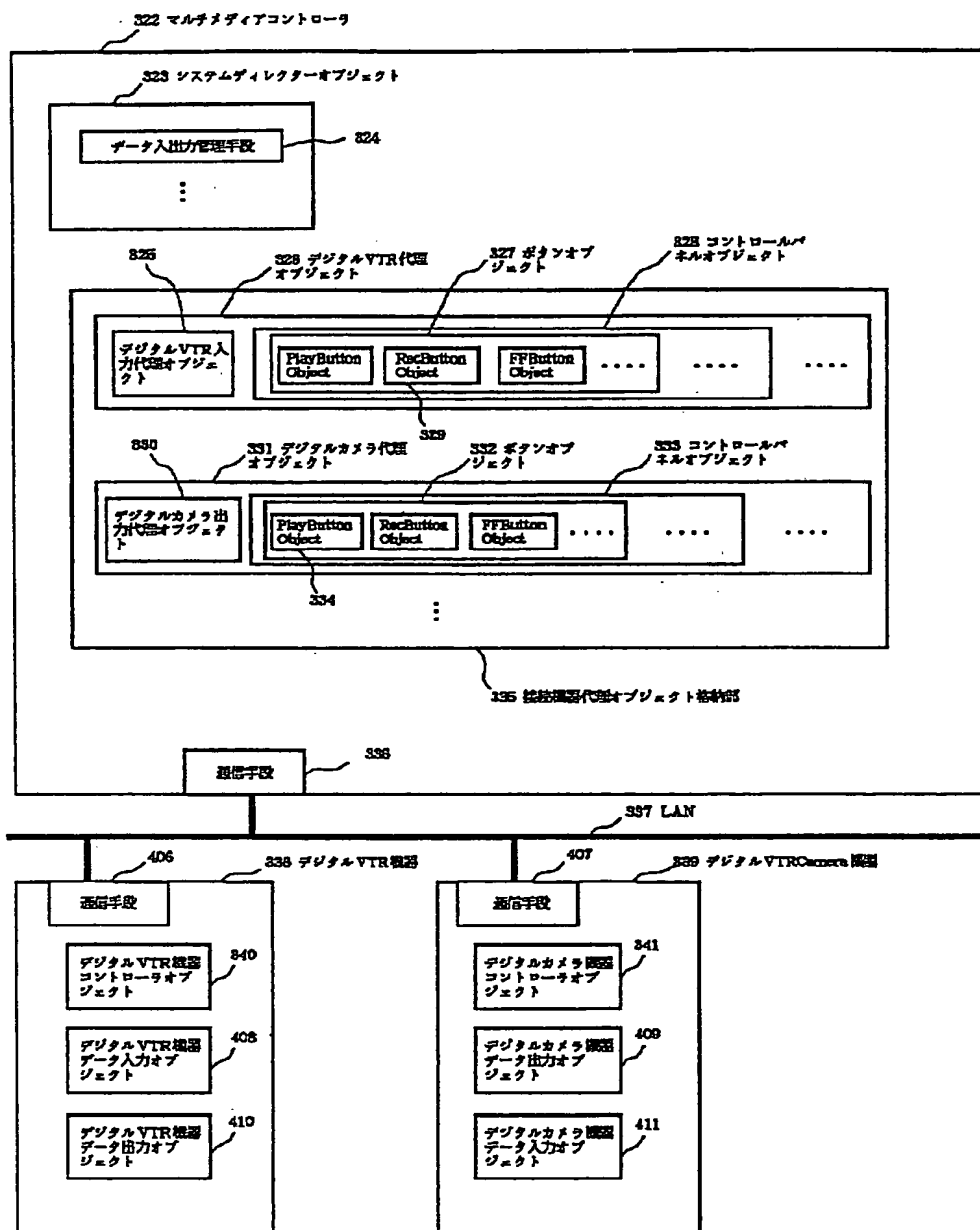 322 マルチメディアコントローラ
323 システムディレクターオブジェクト
データ入出力管理手段
324
325
326 デジタルVTR代理
オブジェクト
327 ボタンオブ
ジェクト
328 コントロールパ
ネルオブジェクト
デジタルVTR入
力代理オブジェ
クト
PlayButton
Object
RecButton
Object
FFButton
Object
329
330
331 デジタルカメラ代理
オブジェクト
332 ボタンオブ
ジェクト
333 コントロールパ
ネルオブジェクト
デジタルカメラ出
力代理オブジェク
ト
PlayButton
Object
RecButton
Object
FFButton
Object
334
335 接続機器代理オブジェクト格納部
通信手段
336
337 LAN
406
338 デジタルVTR機器
407
339 デジタルVTRCamera機器
通信手段
通信手段
デジタルVTR機器
コントローラオブ
ジェクト
340
デジタルカメラ機器
コントローラオブ
ジェクト
341
デジタルVTR機器
データ入力オブ
ジェクト
408
デジタルカメラ機器
データ出力オブ
ジェクト
409
デジタルVTR機器
データ出力オブ
ジェクト
410
デジタルカメラ機器
データ入力オブ
ジェクト
411